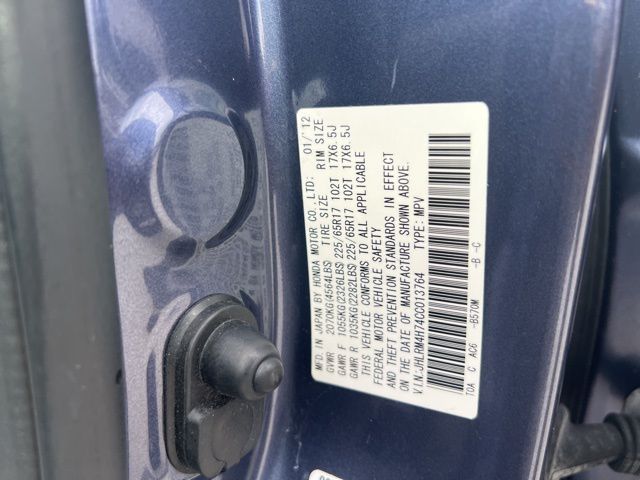 MFD. IN JAPAN BY HONDA MOTOR CO., LTD: 01/'12
GVWR 2070KG(4564LBS) TIRE SIZE RIM SIZE
GAWR F 1055KG(2326LBS) 225/65R17 102T 17X6.5J
GAWR R 1035KG(2282LBS) 225/65R17 102T 17X6.5J
THIS VEHICLE CONFORMS TO ALL APPLICABLE
FEDERAL MOTOR VEHICLE SAFETY
AND THEFT PREVENTION STANDARDS IN EFFECT
ON THE DATE OF MANUFACTURE SHOWN ABOVE.
V.I.N:JHLRM4H74CC013764 TYPE: MPV
TOA C AC6 -B570M -B -C